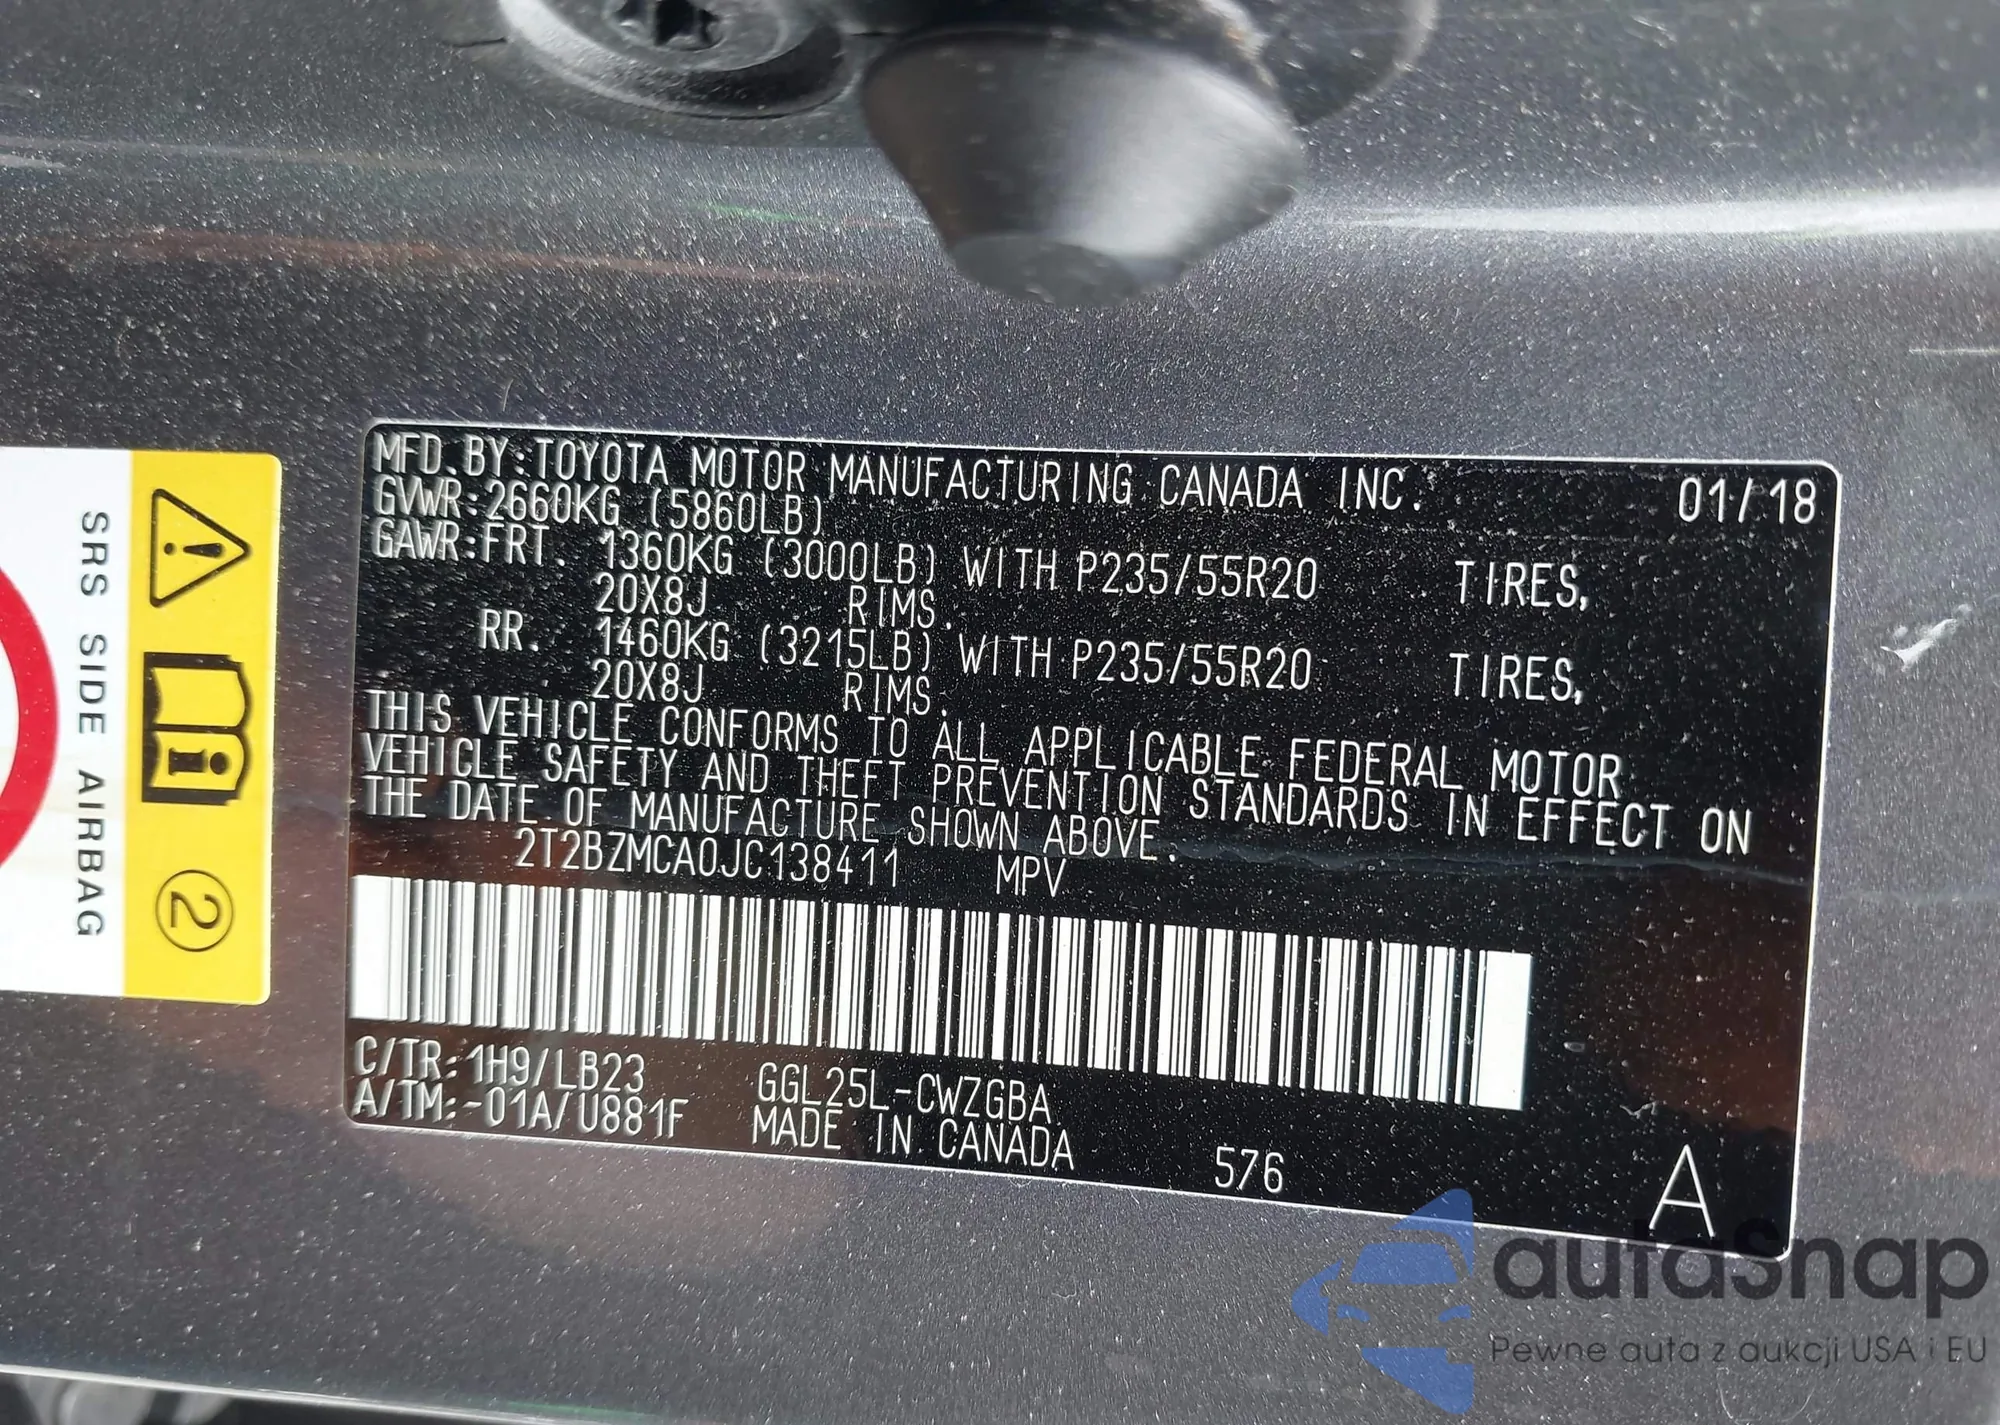 MFD. BY:TOYOTA MOTOR MANUFACTURING CANADA INC. 01/18
GVWR:2660KG (5860LB)
GAWR:FRT. 1360KG (3000LB) WITH P235/55R20 TIRES,
20X8J RIMS.
RR. 1460KG (3215LB) WITH P235/55R20 TIRES,
20X8J RIMS.
THIS VEHICLE CONFORMS TO ALL APPLICABLE FEDERAL MOTOR
VEHICLE SAFETY AND THEFT PREVENTION STANDARDS IN EFFECT ON
THE DATE OF MANUFACTURE SHOWN ABOVE.
2T2BZMCA0JC138411 MPV
C/TR:1H9/LB23 GGL25L-CWZGBA
A/TM:-01A/U881F MADE IN CANADA 576 A
SRS SIDE AIRBAG
2
autaSnap
Pewne auta z aukcji USA i EU